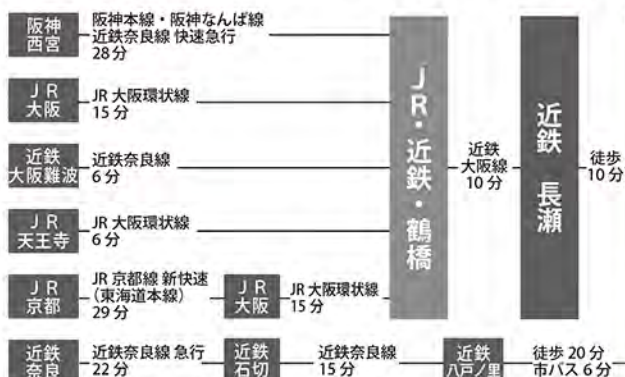 阪神
西宮
阪神本線・阪神なんば線
近鉄奈良線 快速急行
28分
JR
大阪
JR 大阪環状線
15分
近鉄
大阪難波
近鉄奈良線
6分
JR
天王寺
JR 大阪環状線
6分
JR
京都
JR 京都線 新快速
（東海道本線）
29分
JR
大阪
JR 大阪環状線
15分
JR・近鉄・鶴橋
近鉄
大阪線
10分
近鉄 長瀬
徒歩
10分
近鉄
奈良
近鉄奈良線 急行
22分
近鉄
石切
近鉄奈良線
15分
近鉄
八戸ノ里
徒歩 20分
市バス 6分